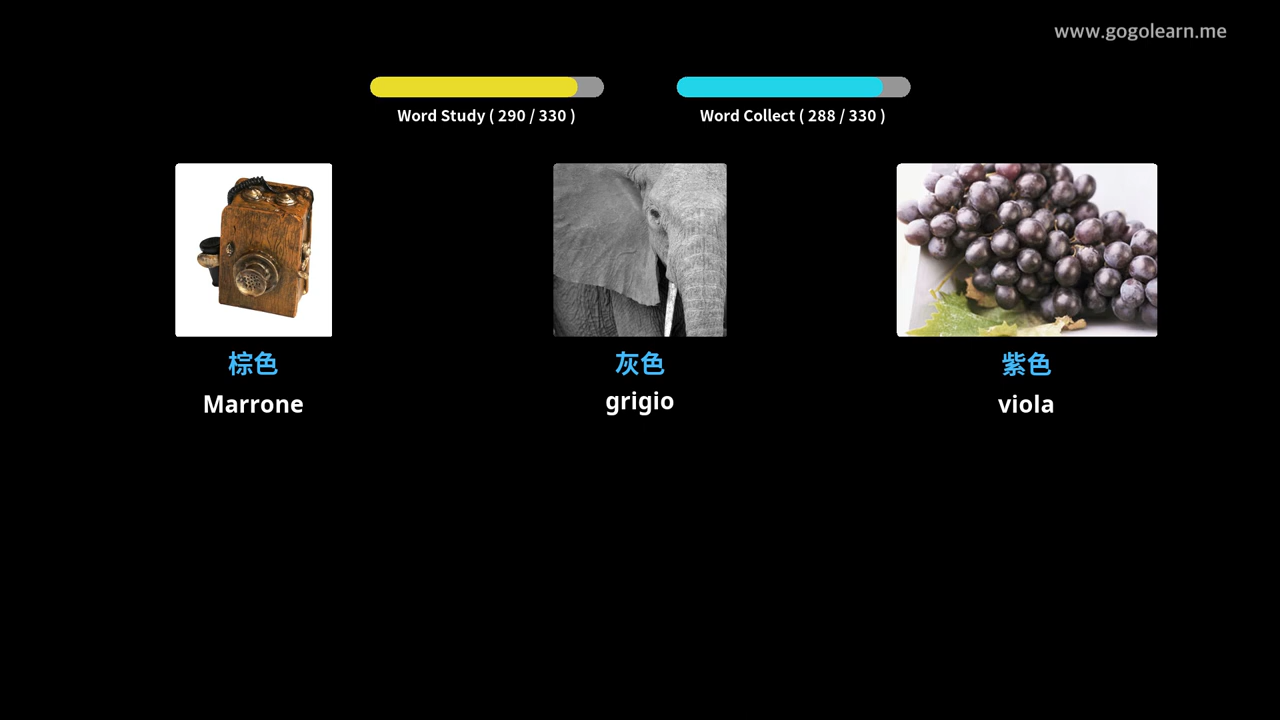 www.gogolearn.me
Word Study ( 290 / 330 )
Word Collect ( 288 / 330 )
棕色
灰色
紫色
Marrone
grigio
viola